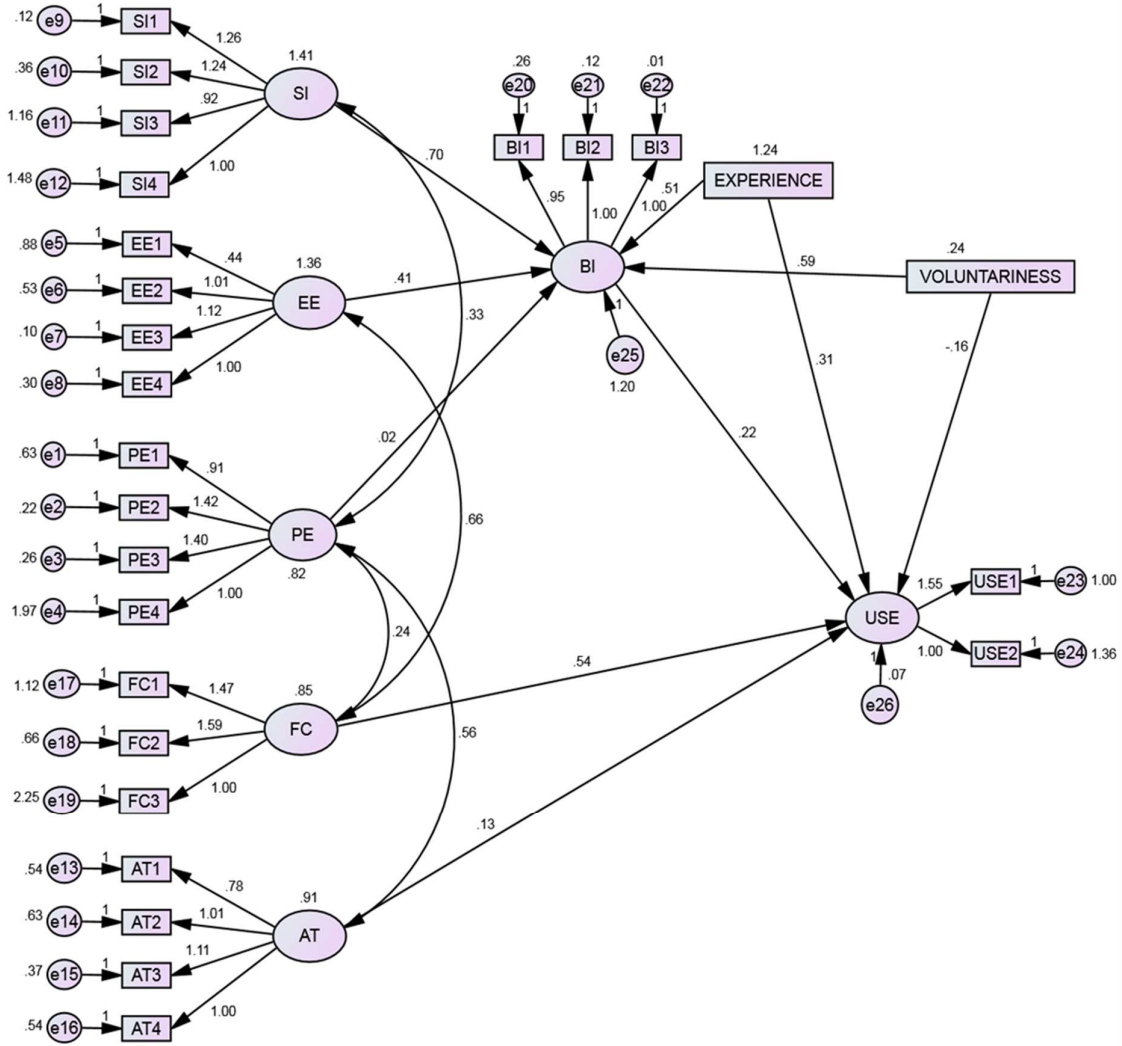 .12 e9 1 SI1
1.26
.36 e10 1 SI2
1.24
1.16 e11 1 SI3
.92
1.48 e12 1 SI4
1.00
1.41
SI
.70
.33
.88 e5 1 EE1
.44
.53 e6 1 EE2
1.01
.10 e7 1 EE3
1.12
.30 e8 1 EE4
1.00
1.36
EE
.41
.66
.63 e1 1 PE1
.91
.22 e2 1 PE2
1.42
.26 e3 1 PE3
1.40
1.97 e4 1 PE4
1.00
PE
.82
.02
.24
.56
1.12 e17 1 FC1
1.47
.66 e18 1 FC2
1.59
2.25 e19 1 FC3
1.00
.85
FC
.54
.54 e13 1 AT1
.78
.63 e14 1 AT2
1.01
.37 e15 1 AT3
1.11
.54 e16 1 AT4
1.00
.91
AT
.13
.26 .12 .01
e20 e21 e22
1 1 1
BI1 BI2 BI3
.95 1.00 1.00
BI
1
e25
1.20
1.24
EXPERIENCE
.51
.31
.24
VOLUNTARINESS
.59
-.16
.22
USE
1
.07
e26
1.55 USE1 1 e23 1.00
1.00 USE2 1 e24 1.36